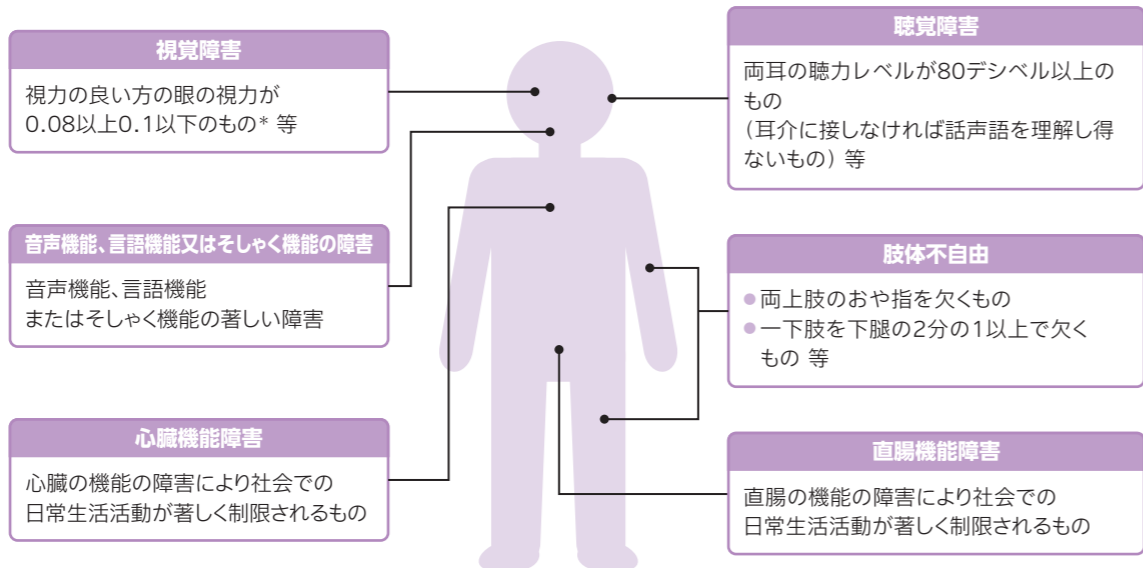 視覚障害
視力の良い方の眼の視力が
0.08以上0.1以下のもの* 等
音声機能、言語機能又はそしゃく機能の障害
音声機能、言語機能
またはそしゃく機能の著しい障害
心臓機能障害
心臓の機能の障害により社会での
日常生活活動が著しく制限されるもの
聴覚障害
両耳の聴力レベルが80デシベル以上の
もの
（耳介に接しなければ話声語を理解し得
ないもの）等
肢体不自由
●両上肢のおや指を欠くもの
●一下肢を下腿の2分の1以上で欠く
もの 等
直腸機能障害
直腸の機能の障害により社会での
日常生活活動が著しく制限されるもの